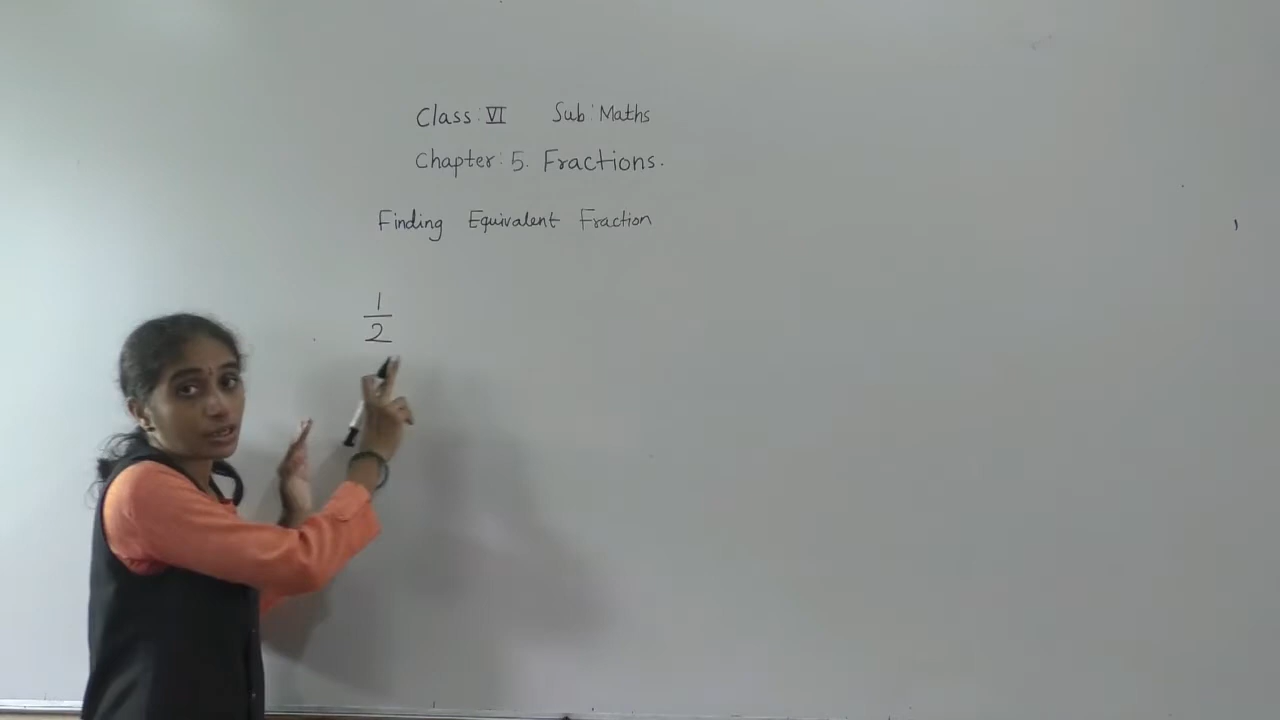 Class: VI Sub: Maths
Chapter: 5. Fractions.
Finding Equivalent Fraction
1
2